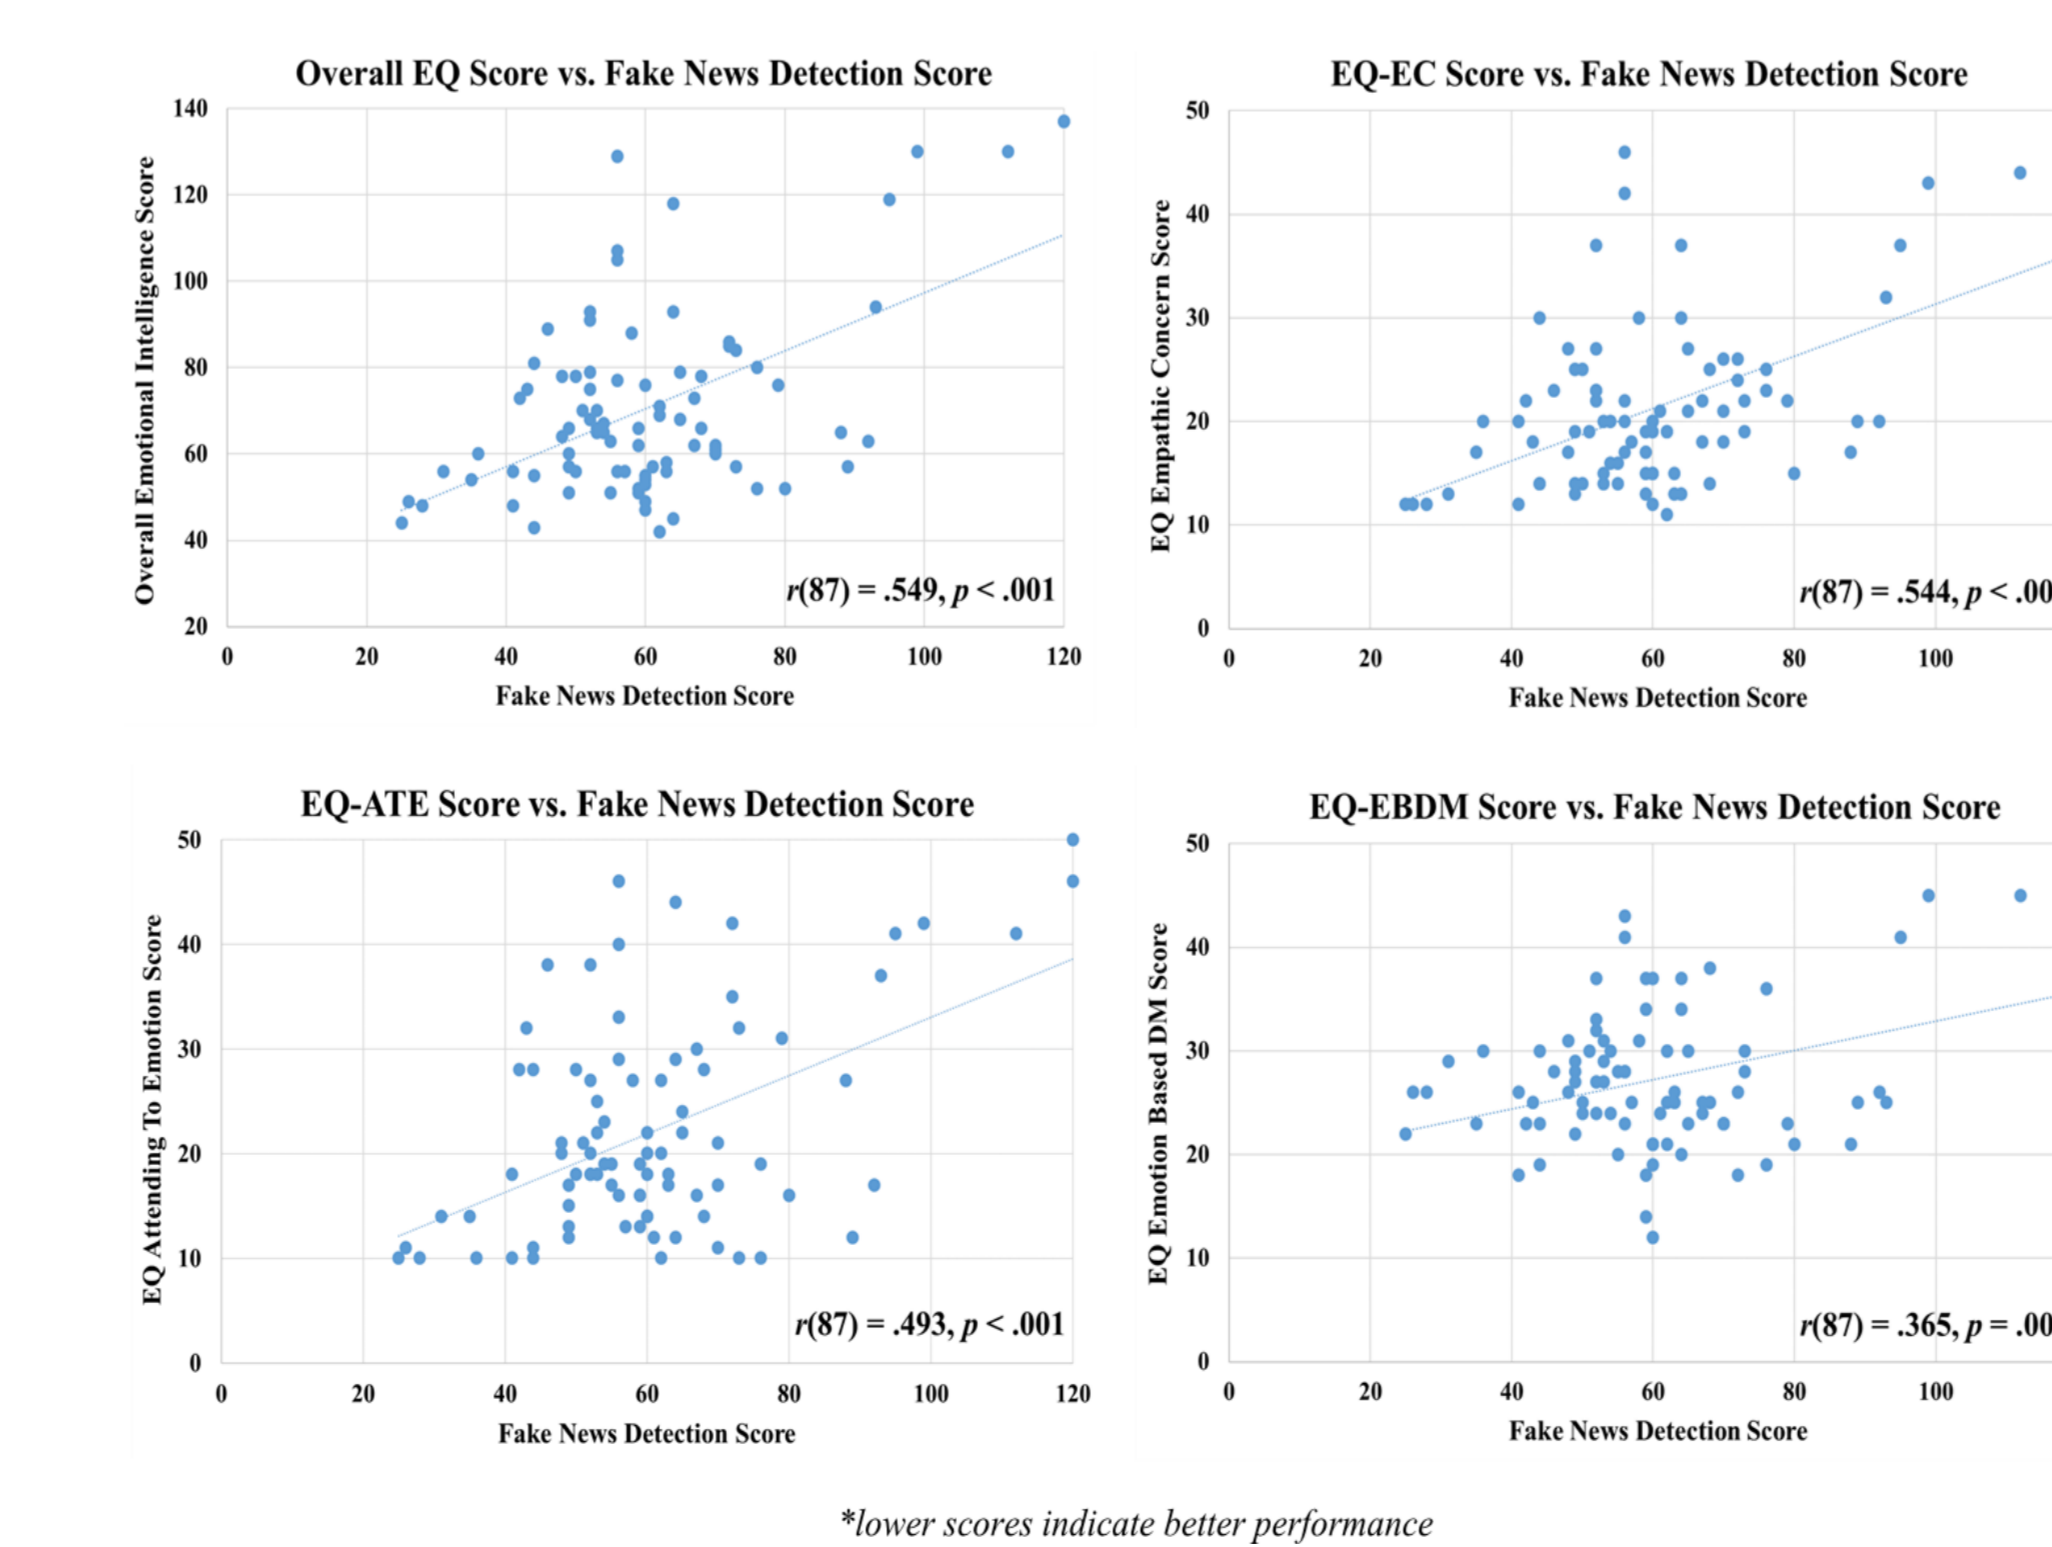 Overall EQ Score vs. Fake News Detection Score
Overall Emotional Intelligence Score
140
120
100
80
60
40
20
r(87) = .549, p < .001
0 20 40 60 80 100 120
Fake News Detection Score
EQ-EC Score vs. Fake News Detection Score
EQ Empathic Concern Score
50
40
30
20
10
0
r(87) = .544, p < .00
0 20 40 60 80 100
Fake News Detection Score
EQ-ATE Score vs. Fake News Detection Score
EQ Attending To Emotion Score
50
40
30
20
10
0
r(87) = .493, p < .001
0 20 40 60 80 100 120
Fake News Detection Score
EQ-EBDM Score vs. Fake News Detection Score
EQ Emotion Based DM Score
50
40
30
20
10
0
r(87) = .365, p = .00
0 20 40 60 80 100
Fake News Detection Score
*lower scores indicate better performance